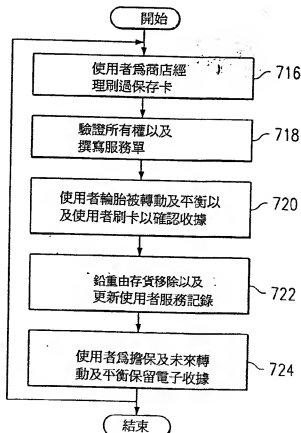 開始
使用者為商店經
理刷過保存卡
716
驗證所有權以及
撰寫服務單
718
使用者輪胎被轉動及平衡以
及使用者刷卡以確認收據
720
鉛重由存貨移除以及
更新使用者服務記錄
722
使用者為擔保及未來轉
動及平衡保留電子收據
724
結束